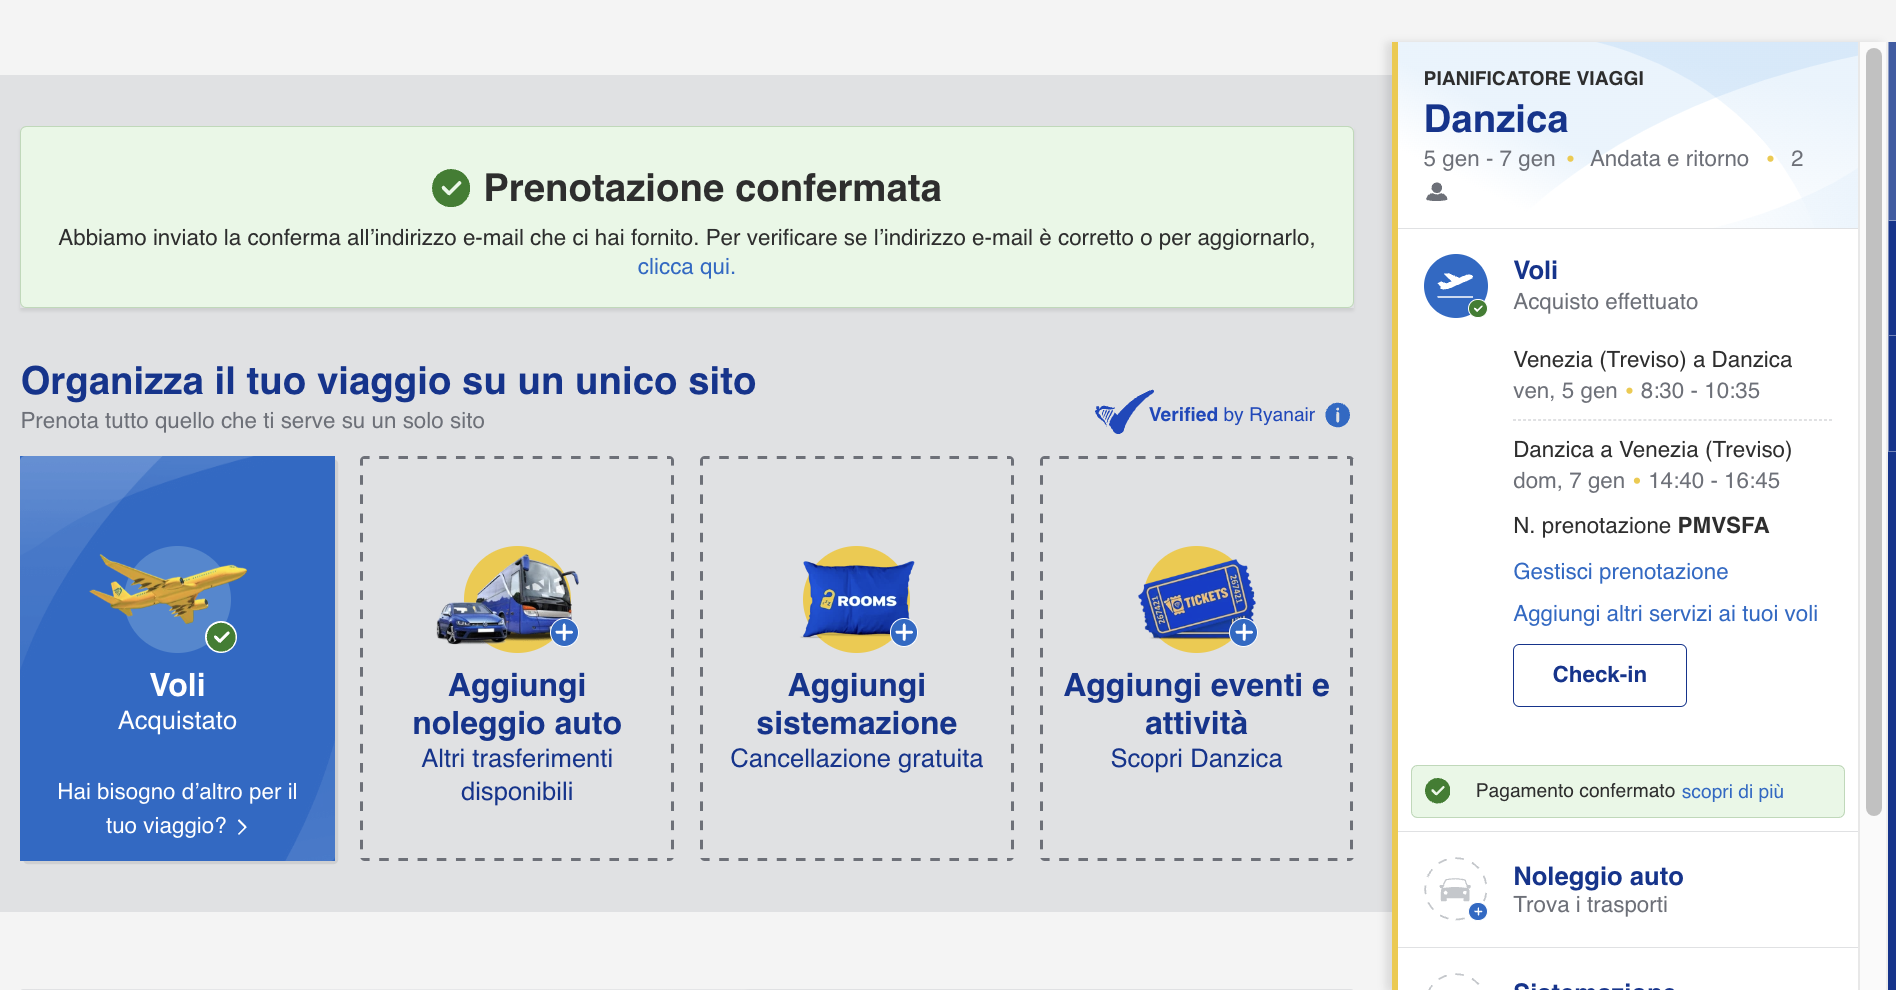 Prenotazione confermata
Abbiamo inviato la conferma all’indirizzo e-mail che ci hai fornito. Per verificare se l’indirizzo e-mail è corretto o per aggiornarlo,
clicca qui.
Organizza il tuo viaggio su un unico sito
Prenota tutto quello che ti serve su un solo sito
Verified by Ryanair
Voli
Acquistato
Hai bisogno d’altro per il
tuo viaggio?
Aggiungi
noleggio auto
Altri trasferimenti
disponibili
ROOMS
Aggiungi
sistemazione
Cancellazione gratuita
267421
TICKETS
267421
Aggiungi eventi e
attività
Scopri Danzica
PIANIFICATORE VIAGGI
Danzica
5 gen - 7 gen • Andata e ritorno • 2
Voli
Acquisto effettuato
Venezia (Treviso) a Danzica
ven, 5 gen • 8:30 - 10:35
Danzica a Venezia (Treviso)
dom, 7 gen • 14:40 - 16:45
N. prenotazione PMVSFA
Gestisci prenotazione
Aggiungi altri servizi ai tuoi voli
Check-in
Pagamento confermato scopri di più
Noleggio auto
Trova i trasporti
Sistemazione